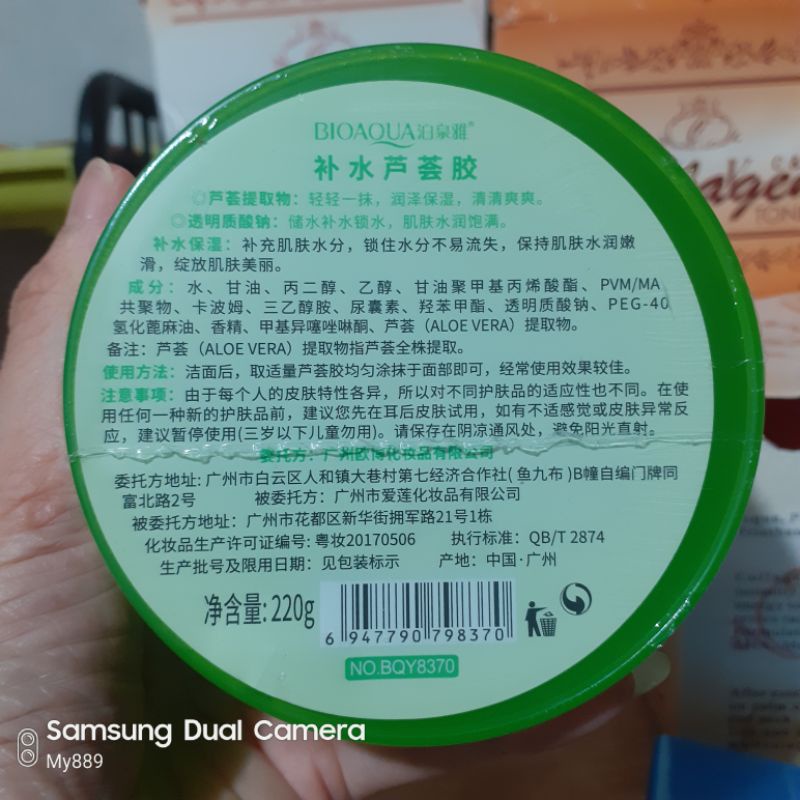 BIOAQUA泊泉雅®
补水芦荟胶
◎芦荟提取物：轻轻一抹，润泽保湿，清清爽爽。
◎透明质酸钠：储水补水锁水，肌肤水润饱满。
补水保湿：补充肌肤水分，锁住水分不易流失，保持肌肤水润嫩
滑，绽放肌肤美丽。
成分：水、甘油、丙二醇、乙醇、甘油聚甲基丙烯酸酯、PVM/MA
共聚物、卡波姆、三乙醇胺、尿囊素、羟苯甲酯、透明质酸钠、PEG-40
氢化蓖麻油、香精、甲基异噻唑啉酮、芦荟（ALOE VERA）提取物。
备注：芦荟（ALOE VERA）提取物指芦荟全株提取。
使用方法：洁面后，取适量芦荟胶均匀涂抹于面部即可，经常使用效果较佳。
注意事项：由于每个人的皮肤特性各异，所以对不同护肤品的适应性也不同。在使
用任何一种新的护肤品前，建议您先在耳后皮肤试用，如有不适感觉或皮肤异常反
应，建议暂停使用(三岁以下儿童勿用)。请保存在阴凉通风处，避免阳光直射。
委托方：广州欧博化妆品有限公司
委托方地址：广州市白云区人和镇大巷村第七经济合作社(鱼九布)B幢自编门牌同
富北路2号 被委托方：广州市爱莲化妆品有限公司
被委托方地址：广州市花都区新华街拥军路21号1栋
化妆品生产许可证编号：粤妆20170506 执行标准：QB/T 2874
生产批号及限用日期：见包装标示 产地：中国·广州
净含量：220g
6 947790 798370
NO.BQY8370
Samsung Dual Camera
My889